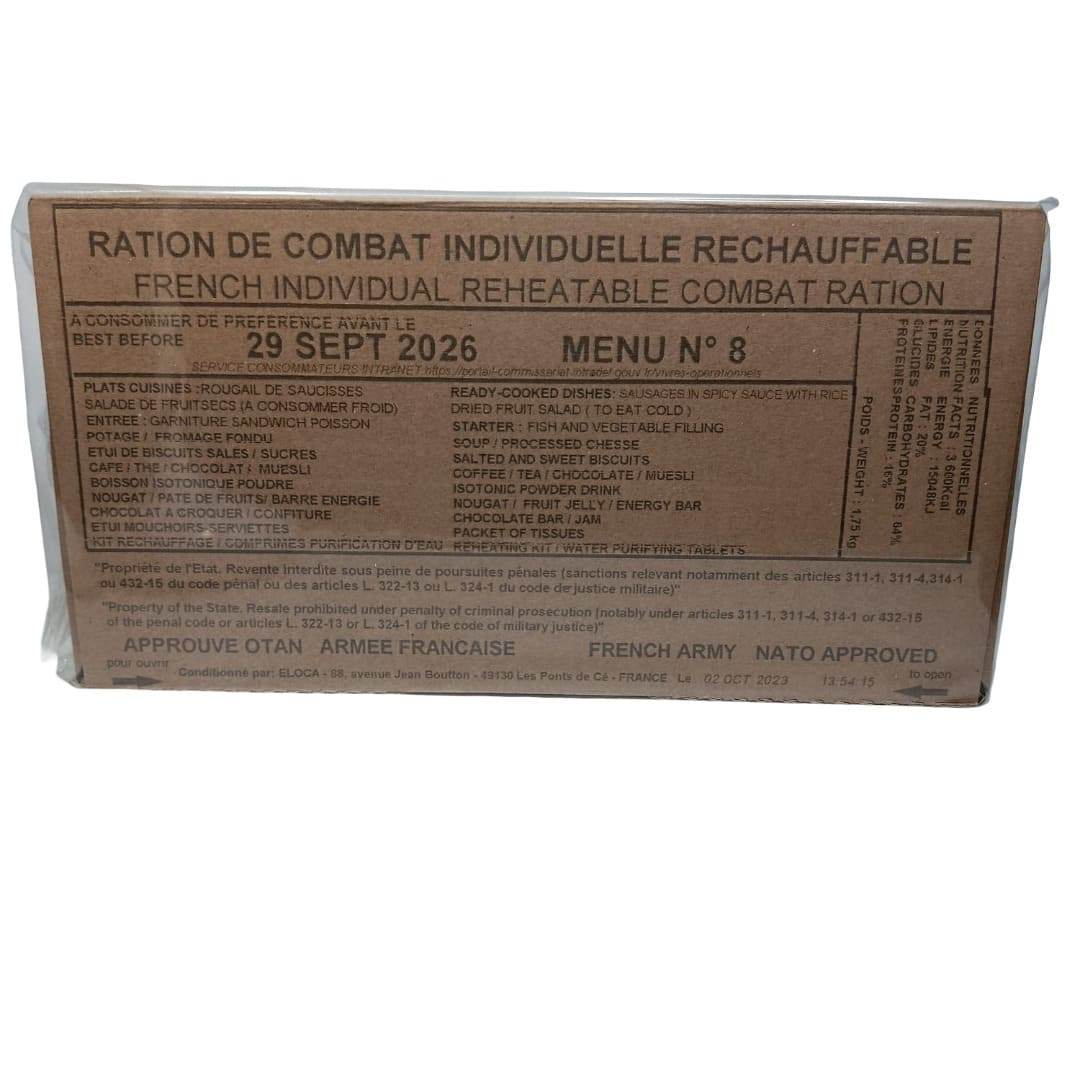 RATION DE COMBAT INDIVIDUELLE RECHAUFFABLE
FRENCH INDIVIDUAL REHEATABLE COMBAT RATION
A CONSOMMER DE PREFERENCE AVANT LE
BEST BEFORE
29 SEPT 2026
MENU N° 8
SERVICE CONSOMMATEURS INTRANET https://portail-commissariat.intradef.gouv.fr/vivres-operationnels
PLATS CUISINES :ROUGAIL DE SAUCISSES
SALADE DE FRUITSECS (A CONSOMMER FROID)
ENTREE : GARNITURE SANDWICH POISSON
POTAGE / FROMAGE FONDU
ETUI DE BISCUITS SALES / SUCRES
CAFE / THE / CHOCOLAT / MUESLI
BOISSON ISOTONIQUE POUDRE
NOUGAT / PATE DE FRUITS/ BARRE ENERGIE
CHOCOLAT A CROQUER / CONFITURE
ETUI MOUCHOIRS-SERVIETTES
KIT RECHAUFFAGE / COMPRIMES PURIFICATION D'EAU
READY-COOKED DISHES: SAUSAGES IN SPICY SAUCE WITH RICE
DRIED FRUIT SALAD ( TO EAT COLD )
STARTER : FISH AND VEGETABLE FILLING
SOUP / PROCESSED CHESSE
SALTED AND SWEET BISCUITS
COFFEE / TEA / CHOCOLATE / MUESLI
ISOTONIC POWDER DRINK
NOUGAT / FRUIT JELLY / ENERGY BAR
CHOCOLATE BAR / JAM
PACKET OF TISSUES
REHEATING KIT / WATER PURIFYING TABLETS
DONNEES NUTRITIONNELLES
NUTRITION FACTS : 3 600Kcal
ENERGIE ENERGY : 15048KJ
LIPIDES FAT : 20%
GLUCIDES CARBOHYDRATES : 64%
PROTEINES PROTEIN : 16%
POIDS - WEIGHT : 1,75 kg
"Propriété de l'Etat. Revente interdite sous peine de poursuites pénales (sanctions relevant notamment des articles 311-1, 311-4,314-1
ou 432-15 du code pénal ou des articles L. 322-13 ou L. 324-1 du code de justice militaire)"
"Property of the State. Resale prohibited under penalty of criminal prosecution (notably under articles 311-1, 311-4, 314-1 or 432-15
of the penal code or articles L. 322-13 or L. 324-1 of the code of military justice)"
APPROUVE OTAN ARMEE FRANCAISE FRENCH ARMY NATO APPROVED
pour ouvrir
Conditionné par: ELOCA - 88, avenue Jean Boutton - 49130 Les Ponts de Cé - FRANCE Le 02 OCT 2023 13:54:15
to open